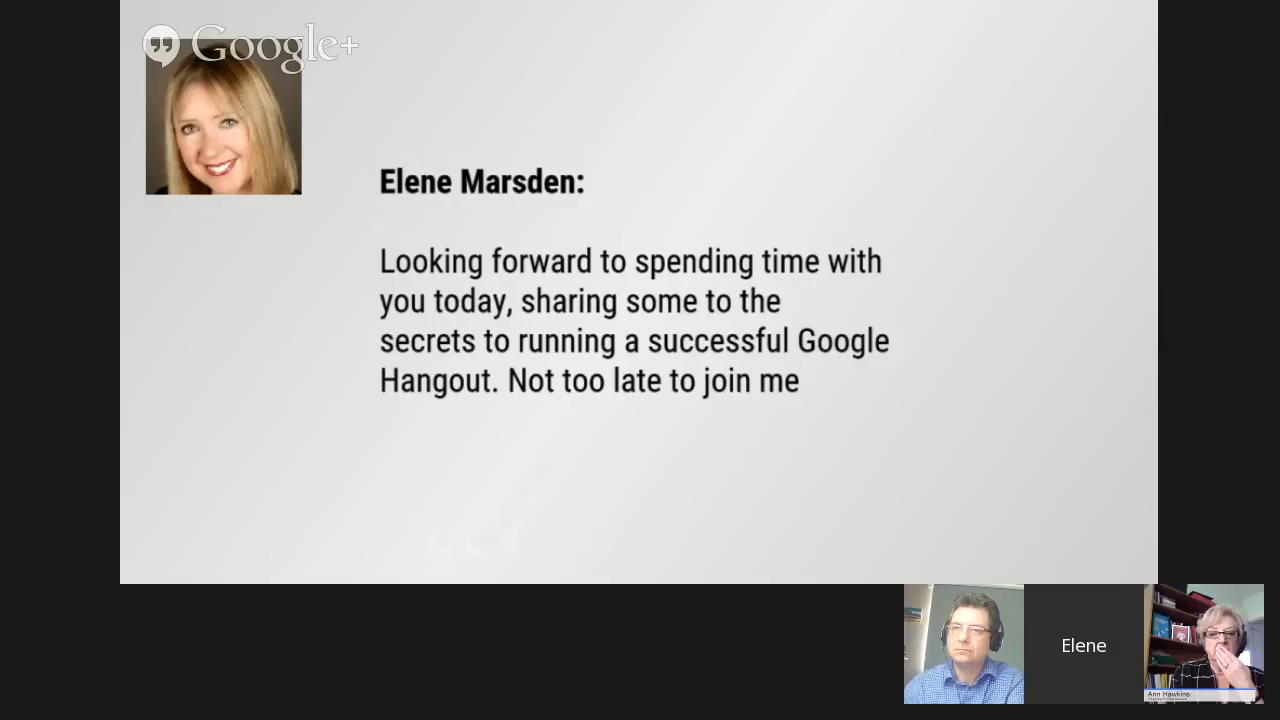 Google+
Elene Marsden:
Looking forward to spending time with
you today, sharing some to the
secrets to running a successful Google
Hangout. Not too late to join me
Elene
Ann Hawkins